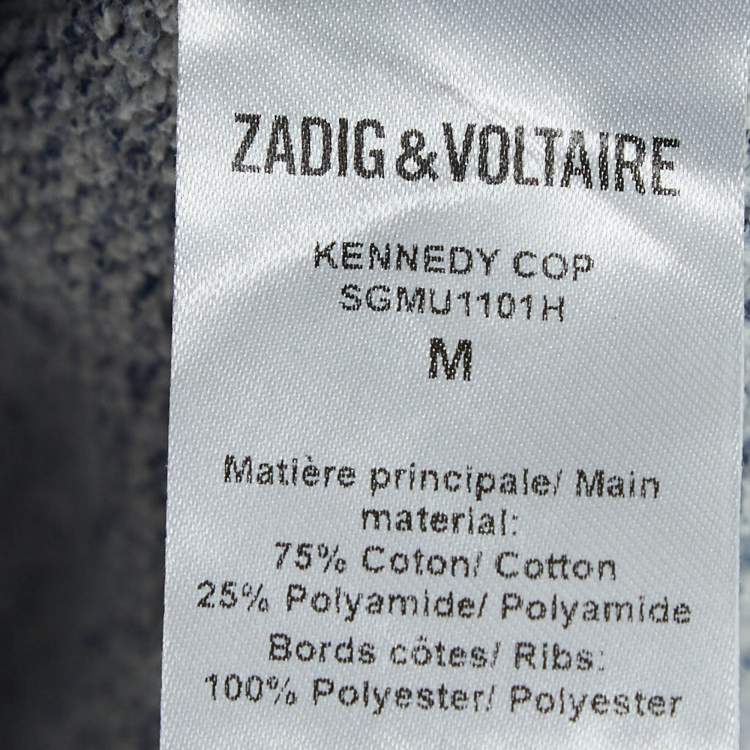 ZADIG & VOLTAIRE
KENNEDY COP
SGMU1101H
M
Matière principale/ Main
material:
75% Coton/ Cotton
25% Polyamide/ Polyamide
Bords côtes/ Ribs:
100% Polyester/ Polyester